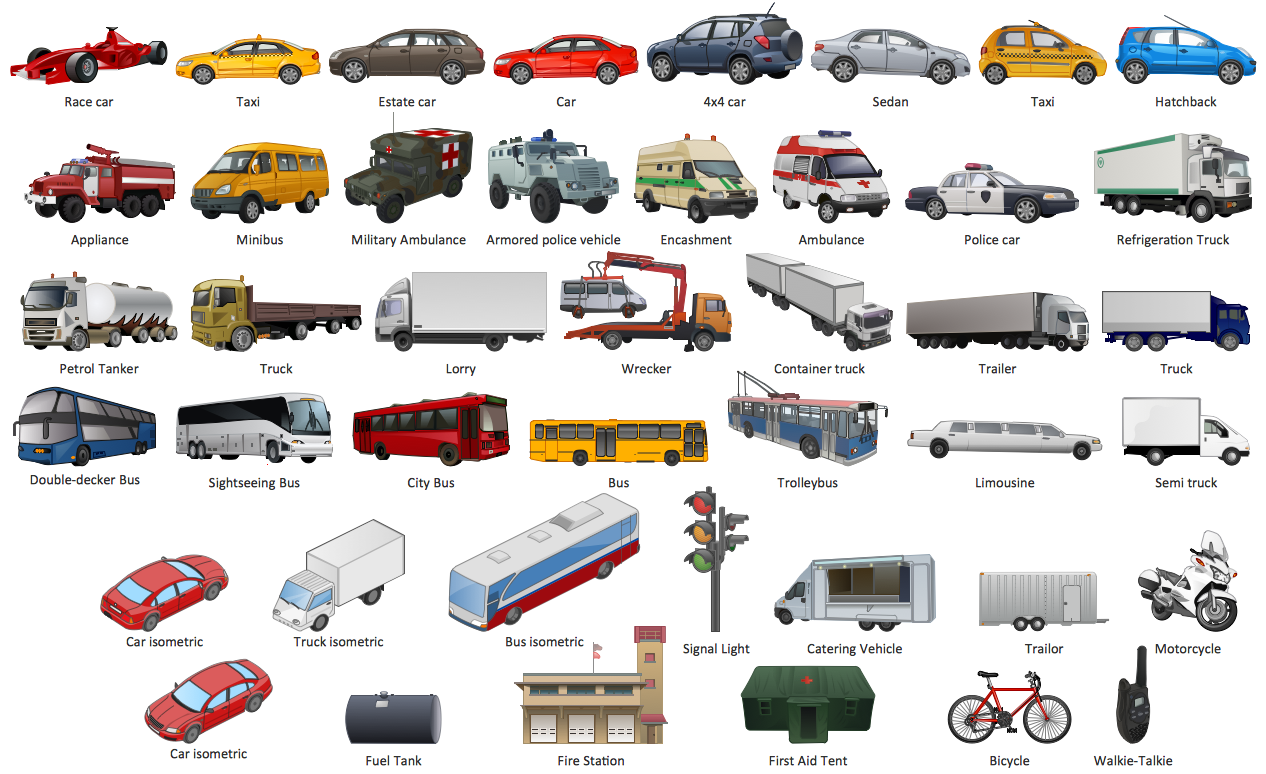 Race car
Taxi
Estate car
Car
4x4 car
Sedan
Taxi
Hatchback
Appliance
Minibus
Military Ambulance
Armored police vehicle
Encashment
Ambulance
Police car
Refrigeration Truck
Petrol Tanker
Truck
Lorry
Wrecker
Container truck
Trailer
Truck
Double-decker Bus
Sightseeing Bus
City Bus
Bus
Trolleybus
Limousine
Semi truck
Car isometric
Truck isometric
Bus isometric
Signal Light
Catering Vehicle
Trailor
Motorcycle
Car isometric
Fuel Tank
Fire Station
First Aid Tent
Bicycle
Walkie-Talkie